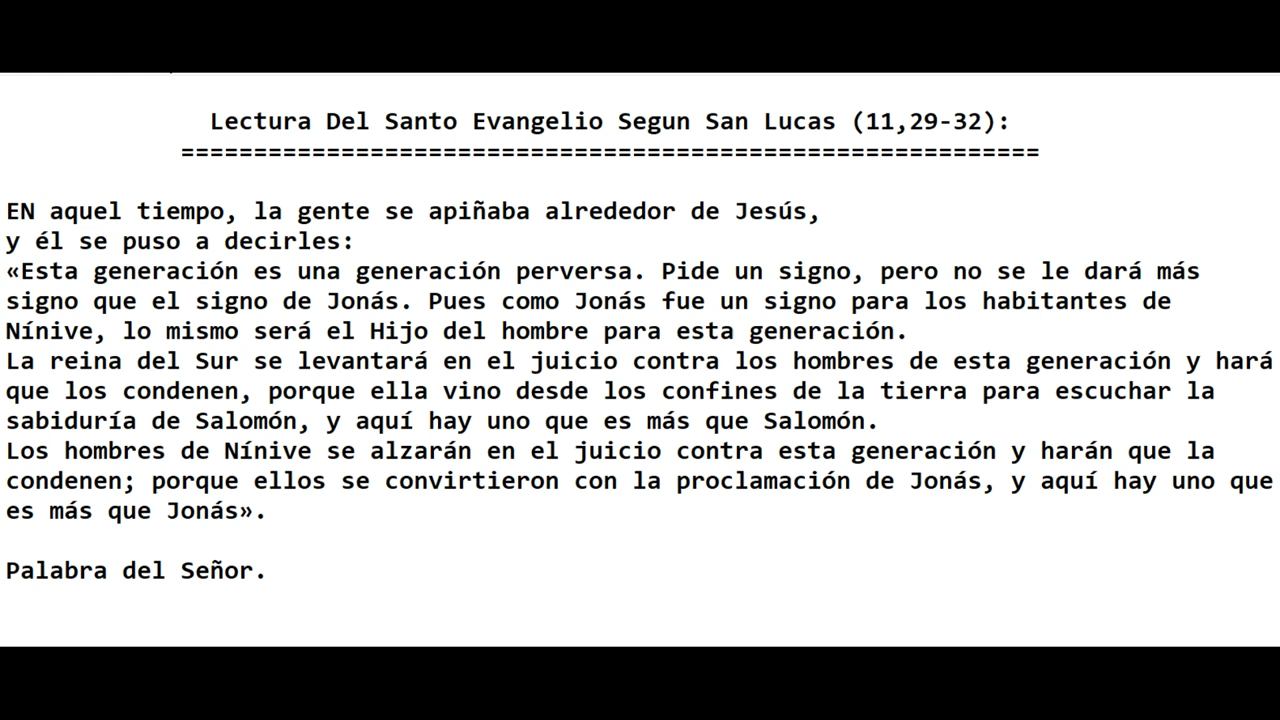 Lectura Del Santo Evangelio Segun San Lucas (11,29-32):
===========================================================
EN aquel tiempo, la gente se apiñaba alrededor de Jesús,
y él se puso a decirles:
«Esta generación es una generación perversa. Pide un signo, pero no se le dará más
signo que el signo de Jonás. Pues como Jonás fue un signo para los habitantes de
Nínive, lo mismo será el Hijo del hombre para esta generación.
La reina del Sur se levantará en el juicio contra los hombres de esta generación y hará
que los condenen, porque ella vino desde los confines de la tierra para escuchar la
sabiduría de Salomón, y aquí hay uno que es más que Salomón.
Los hombres de Nínive se alzarán en el juicio contra esta generación y harán que la
condenen; porque ellos se convirtieron con la proclamación de Jonás, y aquí hay uno que
es más que Jonás».
Palabra del Señor.